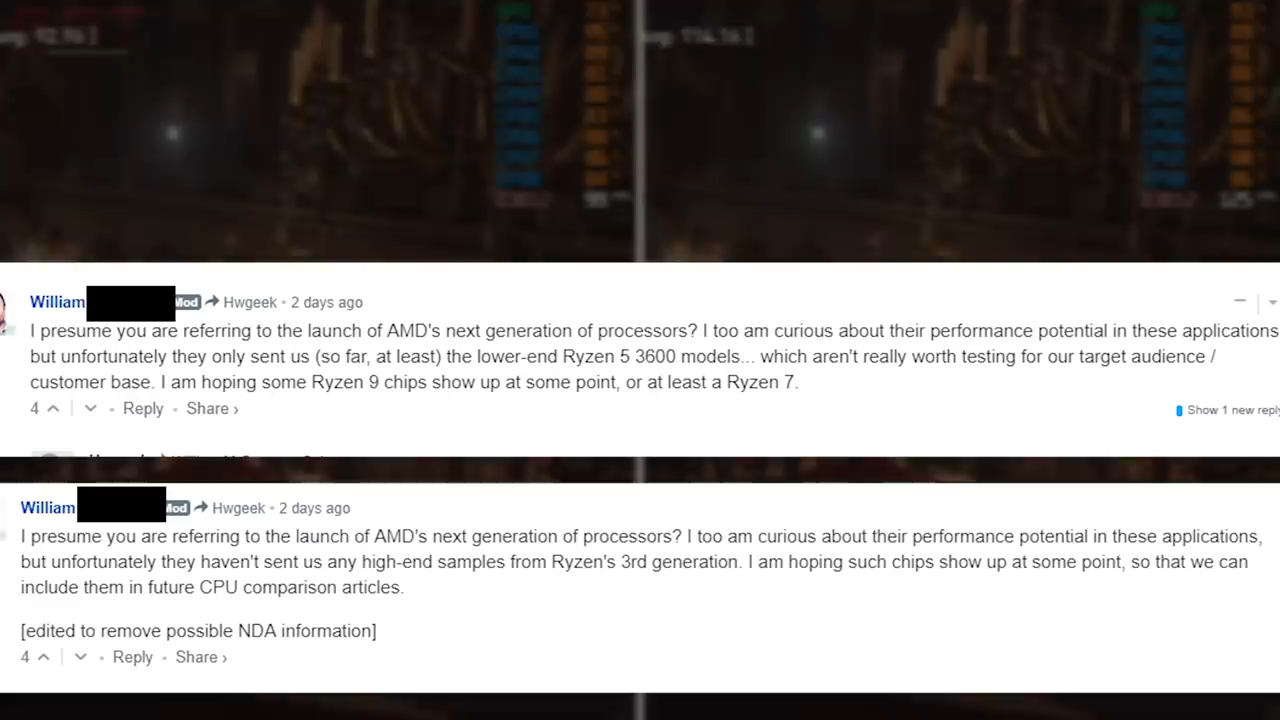 William Mod Hwgeek • 2 days ago
I presume you are referring to the launch of AMD's next generation of processors? I too am curious about their performance potential in these applications
but unfortunately they only sent us (so far, at least) the lower-end Ryzen 5 3600 models... which aren't really worth testing for our target audience /
customer base. I am hoping some Ryzen 9 chips show up at some point, or at least a Ryzen 7.
4 • Reply • Share ›
Show 1 new reply
William Mod Hwgeek • 2 days ago
I presume you are referring to the launch of AMD's next generation of processors? I too am curious about their performance potential in these applications,
but unfortunately they haven't sent us any high-end samples from Ryzen's 3rd generation. I am hoping such chips show up at some point, so that we can
include them in future CPU comparison articles.
[edited to remove possible NDA information]
4 • Reply • Share ›